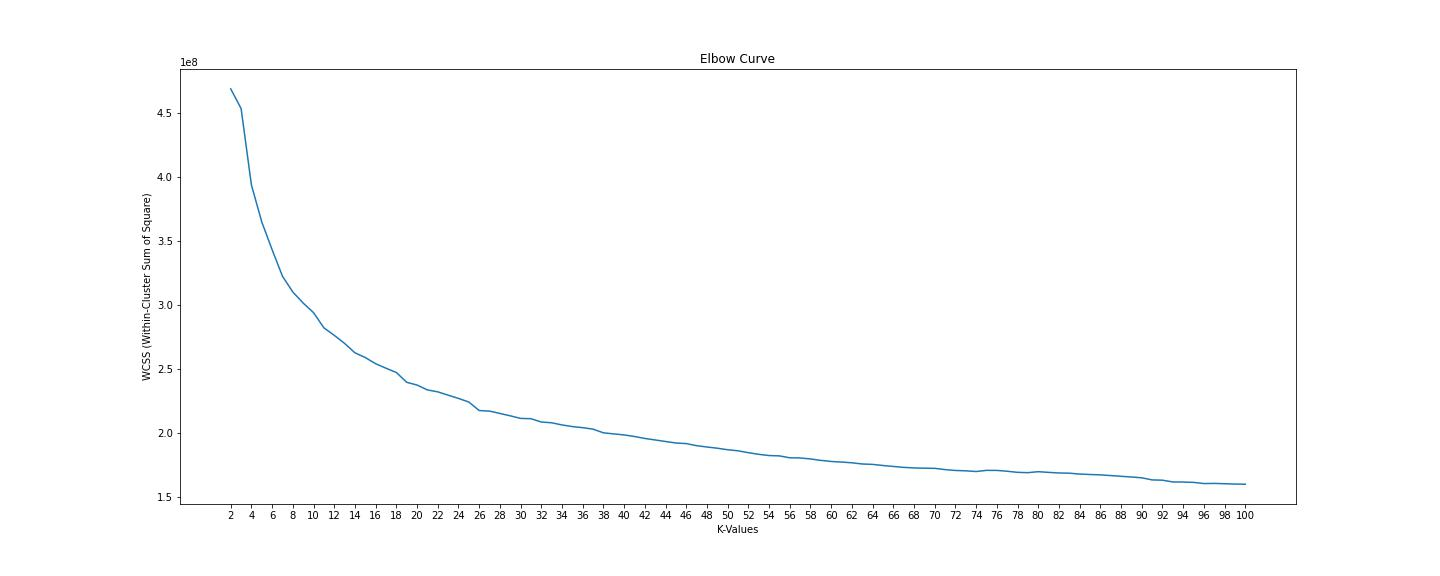 Elbow Curve
1e8
4.5
4.0
3.5
3.0
2.5
2.0
1.5
WCSS (Within-Cluster Sum of Square)
2 4 6 8 10 12 14 16 18 20 22 24 26 28 30 32 34 36 38 40 42 44 46 48 50 52 54 56 58 60 62 64 66 68 70 72 74 76 78 80 82 84 86 88 90 92 94 96 98 100
K-Values